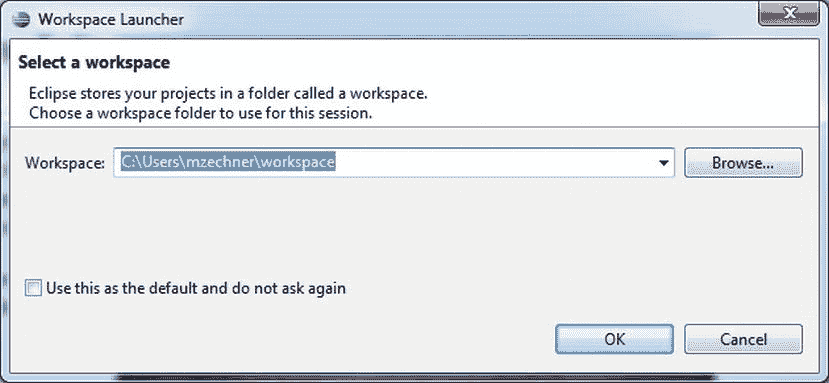 Workspace Launcher
Select a workspace
Eclipse stores your projects in a folder called a workspace.
Choose a workspace folder to use for this session.
Workspace: C:\Users\mzechner\workspace Browse...
Use this as the default and do not ask again
OK Cancel